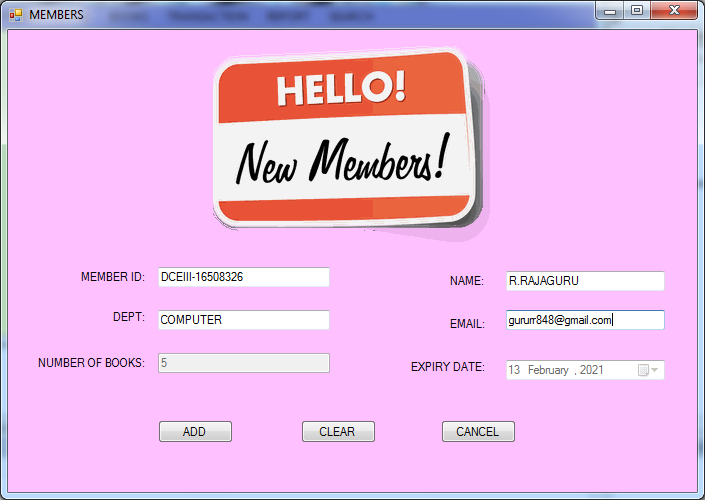 MEMBERS
BOOKS TRANSACTION REPORT SEARCH
HELLO!
New Members!
MEMBER ID: DCEIII-16508326
NAME: R.RAJAGURU
DEPT: COMPUTER
EMAIL: gururr848@gmail.com
NUMBER OF BOOKS: 5
EXPIRY DATE: 13 February , 2021
ADD CLEAR CANCEL